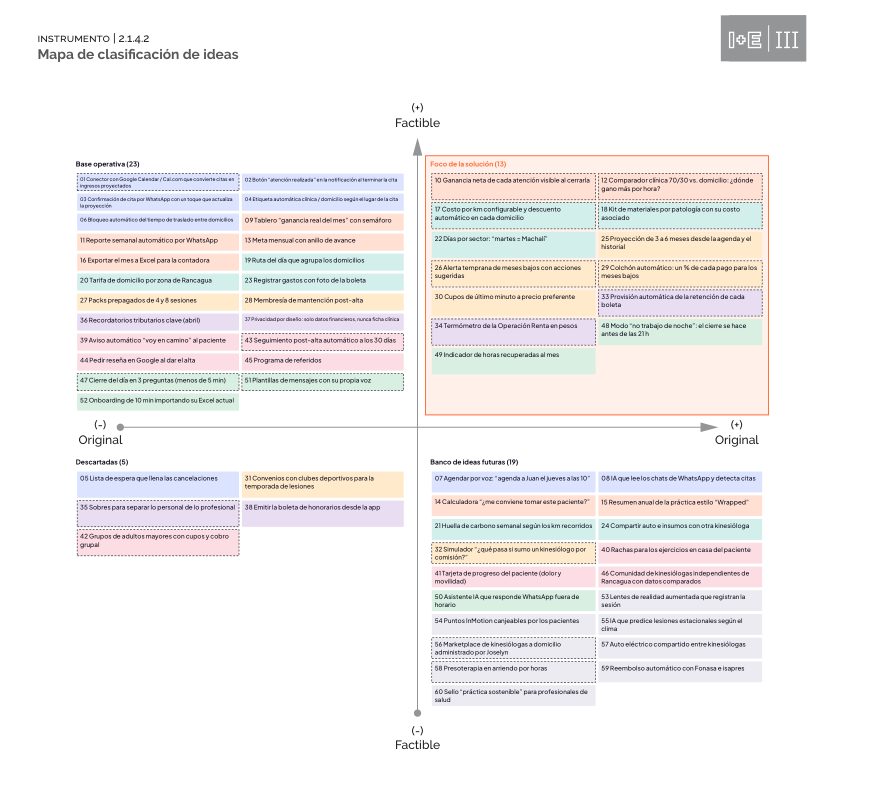 INSTRUMENTO | 2.1.4.2
Mapa de clasificación de ideas
I+E | III
(+)
Factible
Base operativa (23)
01 Conector con Google Calendar / Cal.com que convierte citas en
ingresos proyectados
02 Botón "atención realizada" en la notificación al terminar la cita
03 Confirmación de cita por WhatsApp con un toque que actualiza
la proyección
04 Etiqueta automática clínica / domicilio según el lugar de la cita
06 Bloqueo automático del tiempo de traslado entre domicilios
09 Tablero "ganancia real del mes" con semáforo
11 Reporte semanal automático por WhatsApp
13 Meta mensual con anillo de avance
16 Exportar el mes a Excel para la contadora
19 Ruta del día que agrupa los domicilios
20 Tarifa de domicilio por zona de Rancagua
23 Registrar gastos con foto de la boleta
27 Packs prepagados de 4 y 8 sesiones
28 Membresía de mantención post-alta
36 Recordatorios tributarios clave (abril)
37 Privacidad por diseño: solo datos financieros, nunca ficha clínica
39 Aviso automático "voy en camino" al paciente
43 Seguimiento post-alta automático a los 30 días
44 Pedir reseña en Google al dar el alta
45 Programa de referidos
47 Cierre del día en 3 preguntas (menos de 5 min)
51 Plantillas de mensajes con su propia voz
52 Onboarding de 10 min importando su Excel actual
Foco de la solución (13)
10 Ganancia neta de cada atención visible al cerrarla
12 Comparador clínica 70/30 vs. domicilio: ¿dónde
gano más por hora?
17 Costo por km configurable y descuento
automático en cada domicilio
18 Kit de materiales por patología con su costo
asociado
22 Días por sector: "martes = Machalí"
25 Proyección de 3 a 6 meses desde la agenda y el
historial
26 Alerta temprana de meses bajos con acciones
sugeridas
29 Colchón automático: un % de cada pago para los
meses bajos
30 Cupos de último minuto a precio preferente
33 Provisión automática de la retención de cada
boleta
34 Termómetro de la Operación Renta en pesos
48 Modo "no trabajo de noche": el cierre se hace
antes de las 21 h
49 Indicador de horas recuperadas al mes
(-)
Original
(+)
Original
Descartadas (5)
05 Lista de espera que llena las cancelaciones
31 Convenios con clubes deportivos para la
temporada de lesiones
35 Sobres para separar lo personal de lo profesional
38 Emitir la boleta de honorarios desde la app
42 Grupos de adultos mayores con cupos y cobro
grupal
Banco de ideas futuras (19)
07 Agendar por voz: "agenda a Juan el jueves a las 10"
08 IA que lee los chats de WhatsApp y detecta citas
14 Calculadora "¿me conviene tomar este paciente?"
15 Resumen anual de la práctica estilo "Wrapped"
21 Huella de carbono semanal según los km recorridos
24 Compartir auto e insumos con otra kinesióloga
32 Simulador "¿qué pasa si sumo un kinesiólogo por
comisión?"
40 Rachas para los ejercicios en casa del paciente
41 Tarjeta de progreso del paciente (dolor y
movilidad)
46 Comunidad de kinesiólogas independientes de
Rancagua con datos comparados
50 Asistente IA que responde WhatsApp fuera de
horario
53 Lentes de realidad aumentada que registran la
sesión
54 Puntos InMotion canjeables por los pacientes
55 IA que predice lesiones estacionales según el
clima
56 Marketplace de kinesiólogas a domicilio
administrado por Joselyn
57 Auto eléctrico compartido entre kinesiólogas
58 Presoterapia en arriendo por horas
59 Reembolso automático con Fonasa e isapres
60 Sello "práctica sostenible" para profesionales de
salud
(-)
Factible